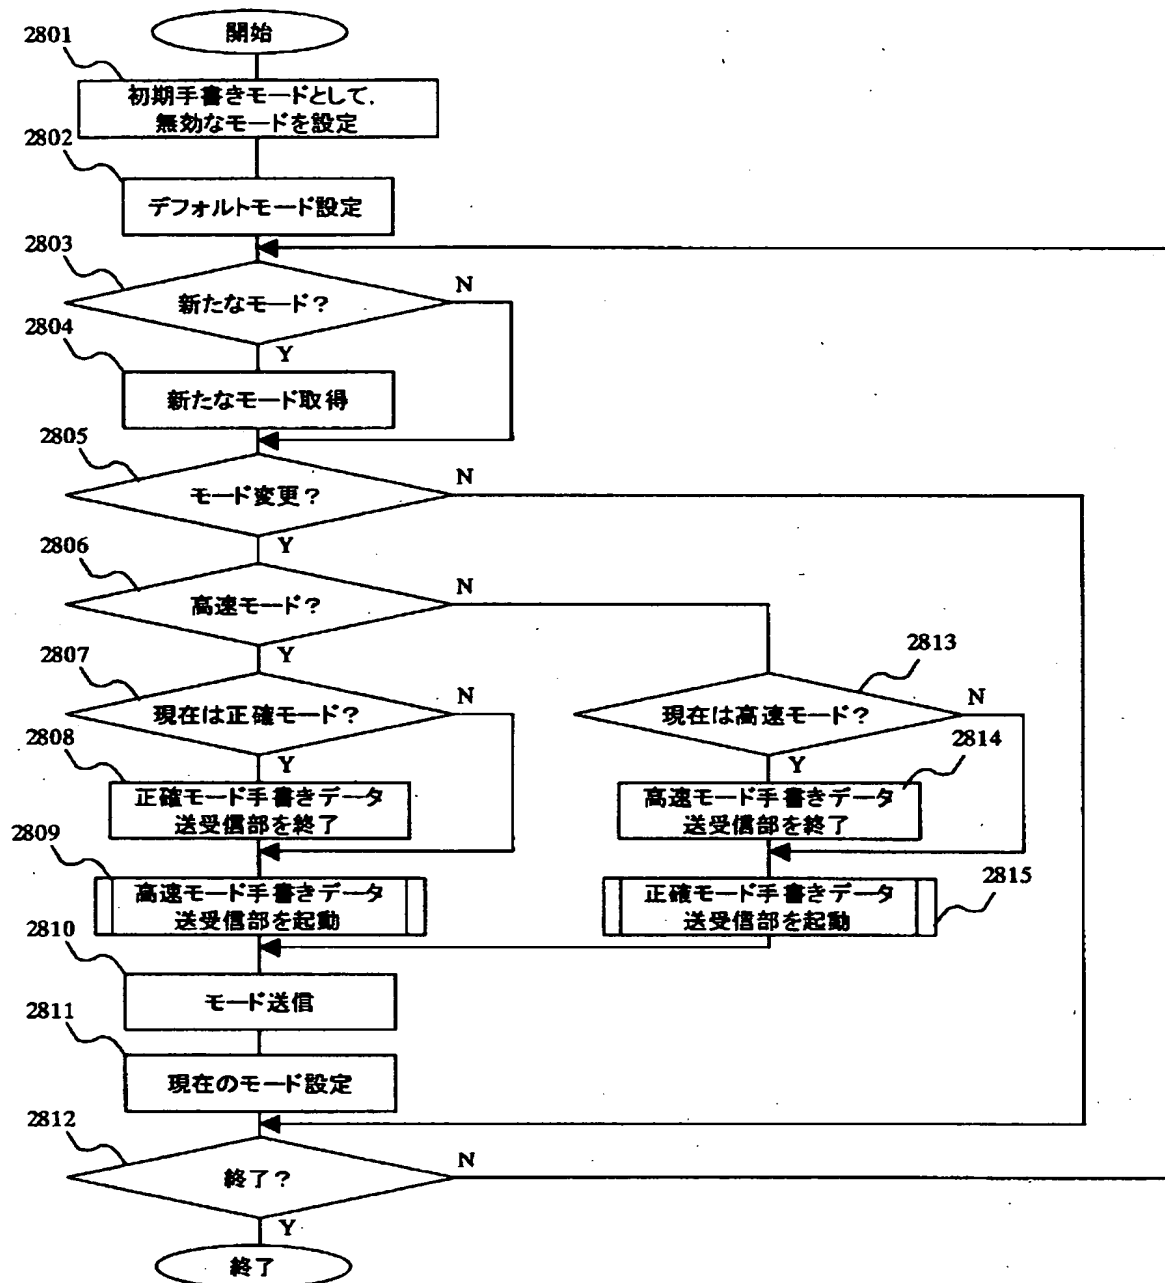 開始
2801
初期手書きモードとして,
無効なモードを設定
2802
デフォルトモード設定
2803
新たなモード?
N
Y
2804
新たなモード取得
2805
モード変更?
N
Y
2806
高速モード?
N
Y
2807
現在は正確モード?
N
Y
2813
現在は高速モード?
N
Y
2808
正確モード手書きデータ
送受信部を終了
2814
高速モード手書きデータ
送受信部を終了
2809
高速モード手書きデータ
送受信部を起動
2815
正確モード手書きデータ
送受信部を起動
2810
モード送信
2811
現在のモード設定
2812
終了?
N
Y
終了